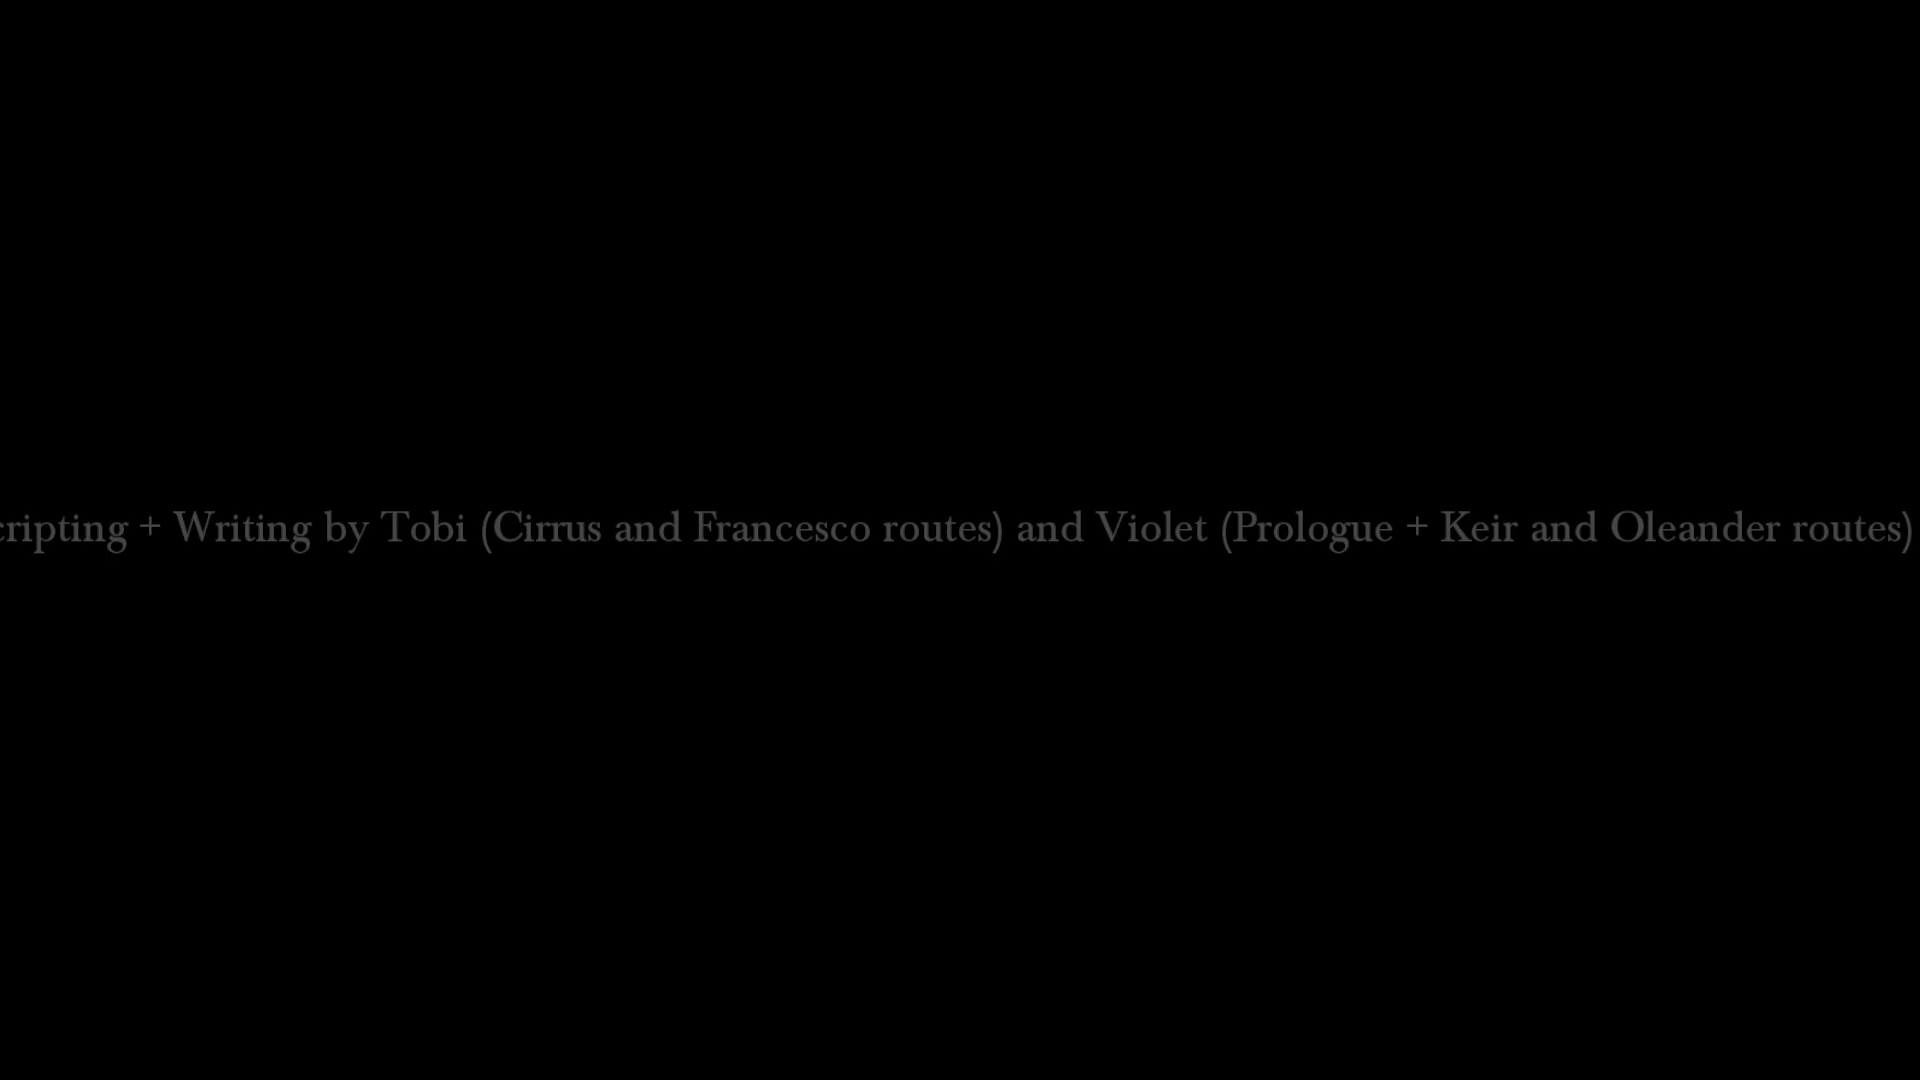 cripting + Writing by Tobi (Cirrus and Francesco routes) and Violet (Prologue + Keir and Oleander routes)